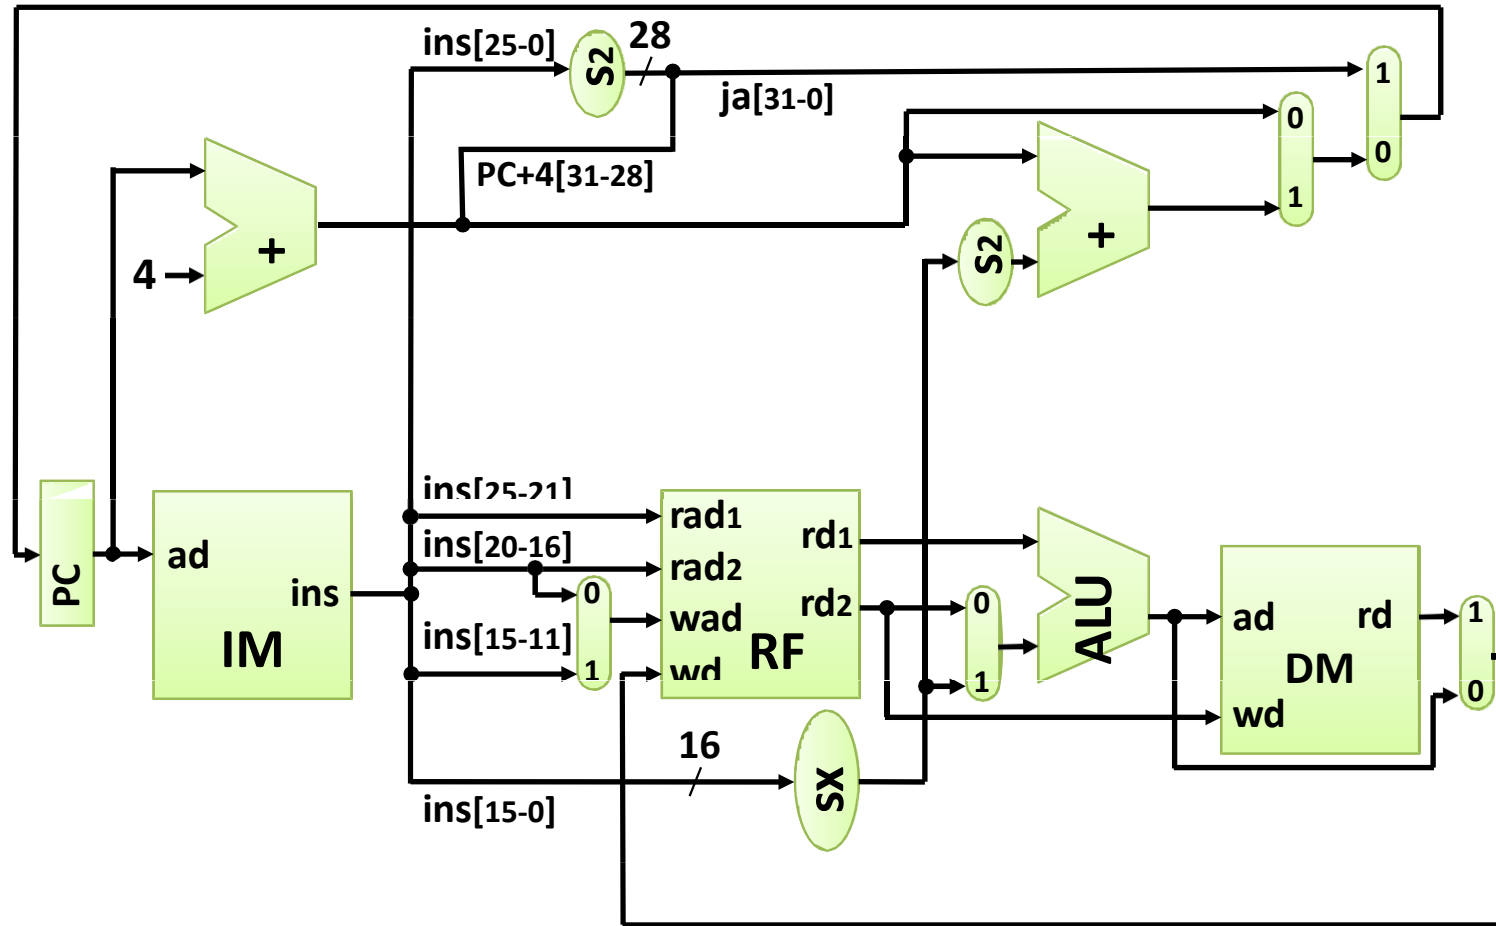 ins[25-0]
S2
28
ja[31-0]
1
0
0
1
PC+4[31-28]
+
4
S2
+
PC
ad
ins
IM
ins[25-21]
ins[20-16]
ins[15-11]
0
1
rad1
rad2
wad
wd
rd1
rd2
RF
0
1
ALU
ad
rd
DM
wd
1
0
16
sx
ins[15-0]